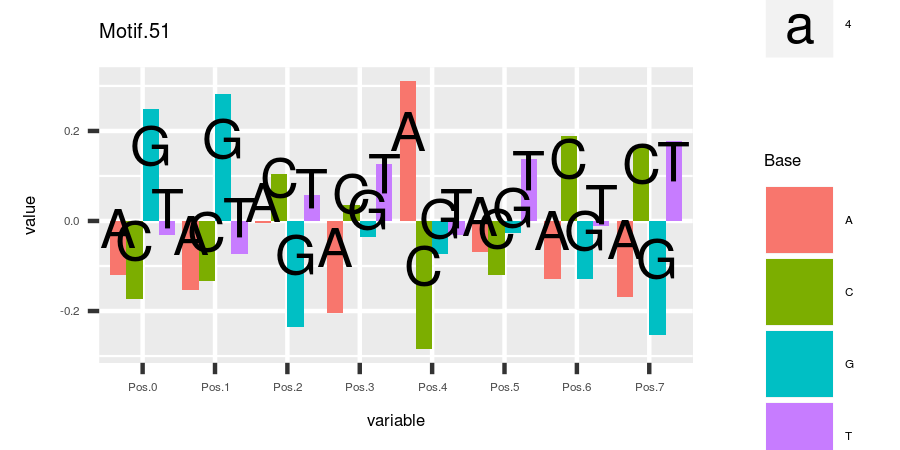 Motif.51
a 4
value
0.2
0.0
-0.2
A C G T A C G T A C G T A C G T A C G T A C G T A C G T A C G T
Pos.0 Pos.1 Pos.2 Pos.3 Pos.4 Pos.5 Pos.6 Pos.7
variable
Base
A
C
G
T